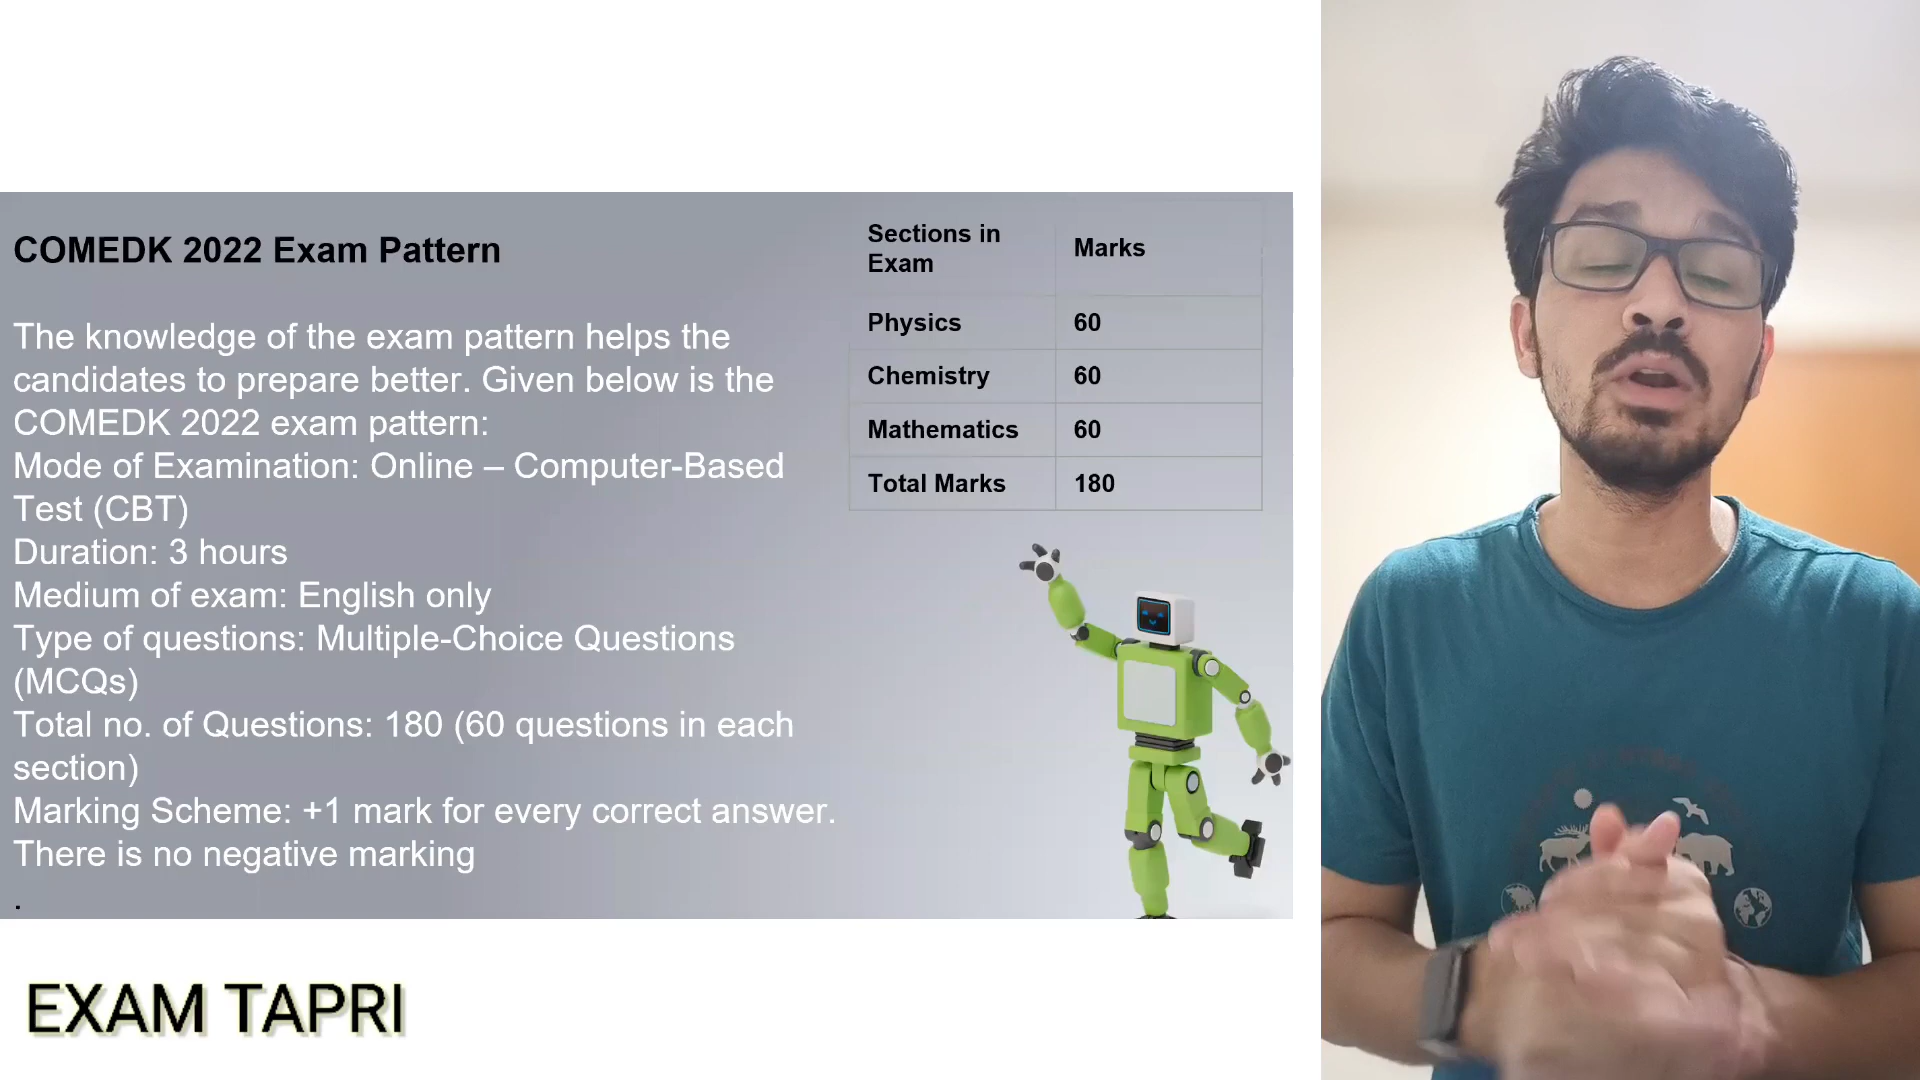 COMEDK 2022 Exam Pattern
The knowledge of the exam pattern helps the
candidates to prepare better. Given below is the
COMEDK 2022 exam pattern:
Mode of Examination: Online – Computer-Based
Test (CBT)
Duration: 3 hours
Medium of exam: English only
Type of questions: Multiple-Choice Questions
(MCQs)
Total no. of Questions: 180 (60 questions in each
section)
Marking Scheme: +1 mark for every correct answer.
There is no negative marking
.
Sections in
Exam
Marks
Physics 60
Chemistry 60
Mathematics 60
Total Marks 180
EXAM TAPRI